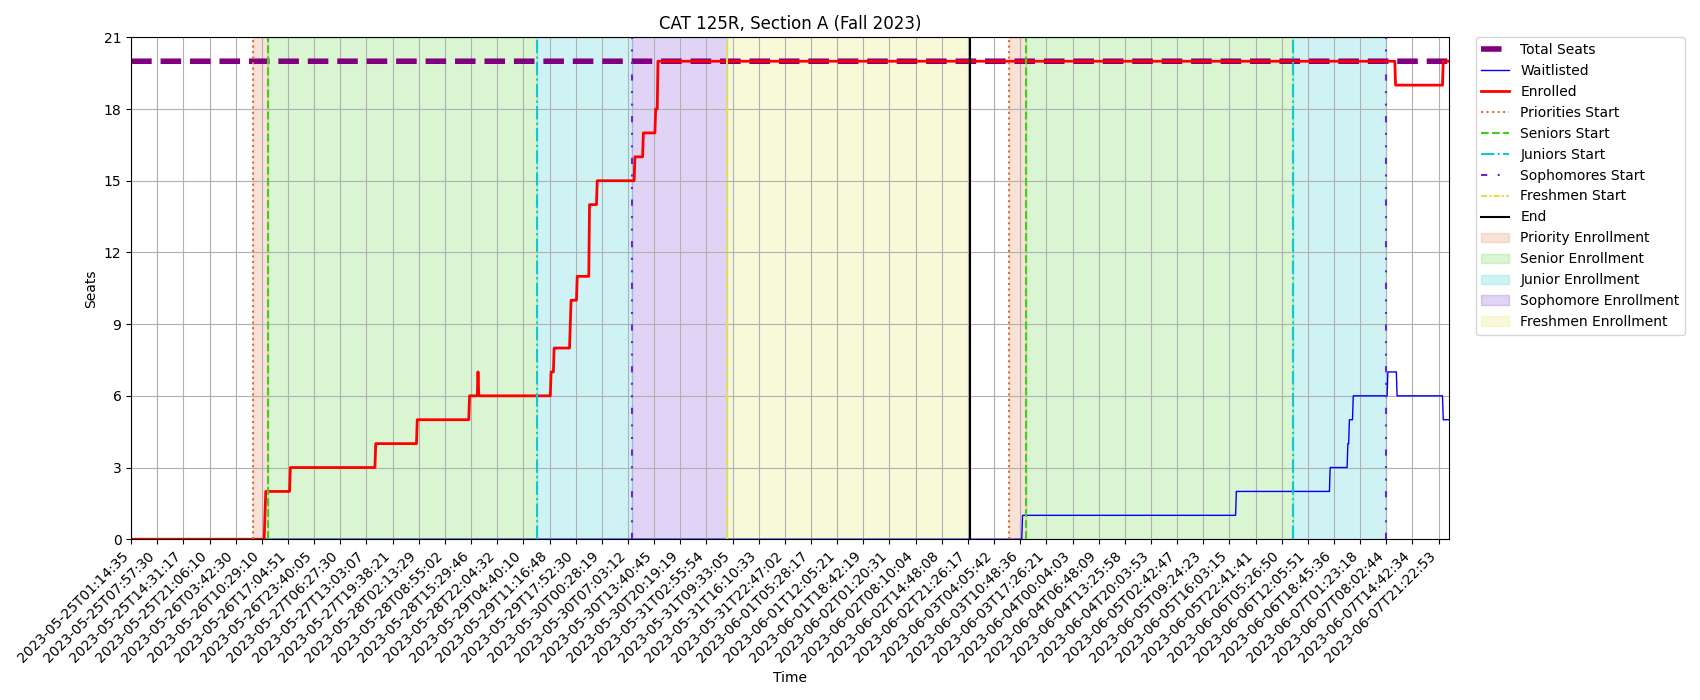 CAT 125R, Section A (Fall 2023)
Seats
21
18
15
12
9
6
3
0
2023-05-25T01:14:35
2023-05-25T07:57:30
2023-05-25T14:31:17
2023-05-25T21:06:10
2023-05-26T03:42:30
2023-05-26T10:29:10
2023-05-26T17:04:51
2023-05-26T23:40:05
2023-05-27T06:27:30
2023-05-27T13:03:07
2023-05-27T19:38:21
2023-05-28T02:13:29
2023-05-28T08:55:02
2023-05-28T15:29:46
2023-05-28T22:04:32
2023-05-29T04:40:10
2023-05-29T11:16:48
2023-05-29T17:52:30
2023-05-30T00:28:19
2023-05-30T07:03:12
2023-05-30T13:40:45
2023-05-30T20:19:19
2023-05-31T02:55:54
2023-05-31T09:33:05
2023-05-31T16:10:33
2023-05-31T22:47:02
2023-06-01T05:28:17
2023-06-01T12:05:21
2023-06-01T18:42:19
2023-06-02T01:20:31
2023-06-02T08:10:04
2023-06-02T14:48:08
2023-06-02T21:26:17
2023-06-03T04:05:42
2023-06-03T10:48:36
2023-06-03T17:26:21
2023-06-04T00:04:03
2023-06-04T06:48:09
2023-06-04T13:25:58
2023-06-04T20:03:53
2023-06-05T02:42:47
2023-06-05T09:24:23
2023-06-05T16:03:15
2023-06-05T22:41:41
2023-06-06T05:26:50
2023-06-06T12:05:51
2023-06-06T18:45:36
2023-06-07T01:23:18
2023-06-07T08:02:44
2023-06-07T14:42:34
2023-06-07T21:22:53
Time
Total Seats
Waitlisted
Enrolled
Priorities Start
Seniors Start
Juniors Start
Sophomores Start
Freshmen Start
End
Priority Enrollment
Senior Enrollment
Junior Enrollment
Sophomore Enrollment
Freshmen Enrollment